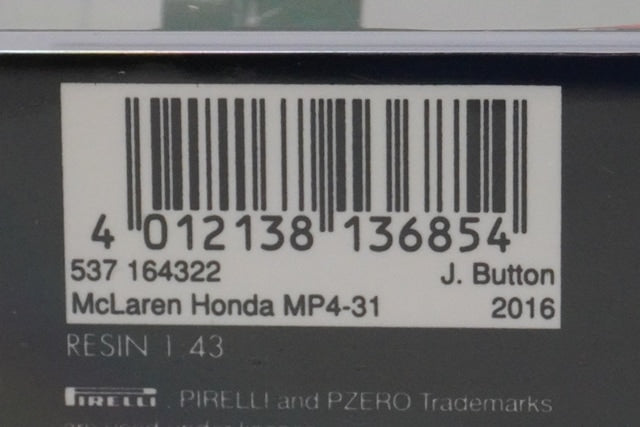 4 012138 136854
537 164322 J. Button
McLaren Honda MP4-31 2016
RESIN 1 43
PIRELLI . PIRELLI and PZERO Trademarks